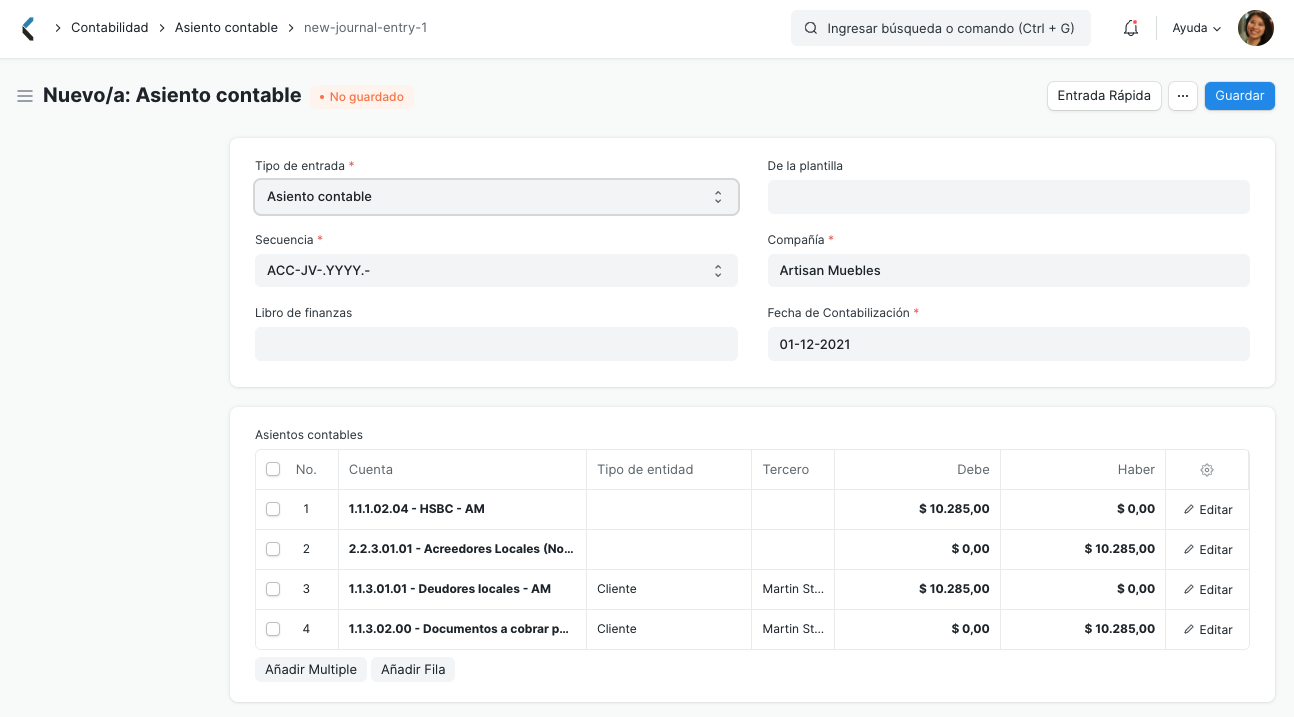 Contabilidad Asiento contable new-journal-entry-1
Ingresar búsqueda o comando (Ctrl + G)
Ayuda
Nuevo/a: Asiento contable
• No guardado
Entrada Rápida
···
Guardar
Tipo de entrada *
Asiento contable
De la plantilla
Secuencia *
ACC-JV-.YYYY.-
Compañía *
Artisan Muebles
Libro de finanzas
Fecha de Contabilización *
01-12-2021
Asientos contables
No. Cuenta Tipo de entidad Tercero Debe Haber
1 1.1.1.02.04 - HSBC - AM $ 10.285,00 $ 0,00 Editar
2 2.2.3.01.01 - Acreedores Locales (No... $ 0,00 $ 10.285,00 Editar
3 1.1.3.01.01 - Deudores locales - AM Cliente Martin St... $ 10.285,00 $ 0,00 Editar
4 1.1.3.02.00 - Documentos a cobrar p... Cliente Martin St... $ 0,00 $ 10.285,00 Editar
Añadir Multiple Añadir Fila